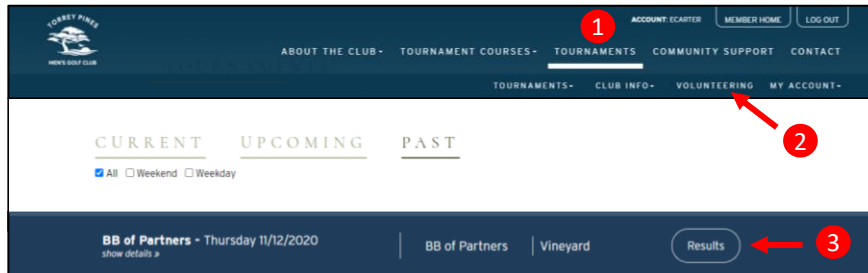 TORREY PINES
MEN'S GOLF CLUB
ACCOUNT: ECARTER
MEMBER HOME
LOG OUT
1
ABOUT THE CLUB
TOURNAMENT COURSES
TOURNAMENTS
COMMUNITY SUPPORT
CONTACT
TOURNAMENTS
CLUB INFO
VOLUNTEERING
MY ACCOUNT
2
CURRENT UPCOMING PAST
All Weekend Weekday
BB of Partners - Thursday 11/12/2020
show details »
BB of Partners
Vineyard
Results
3